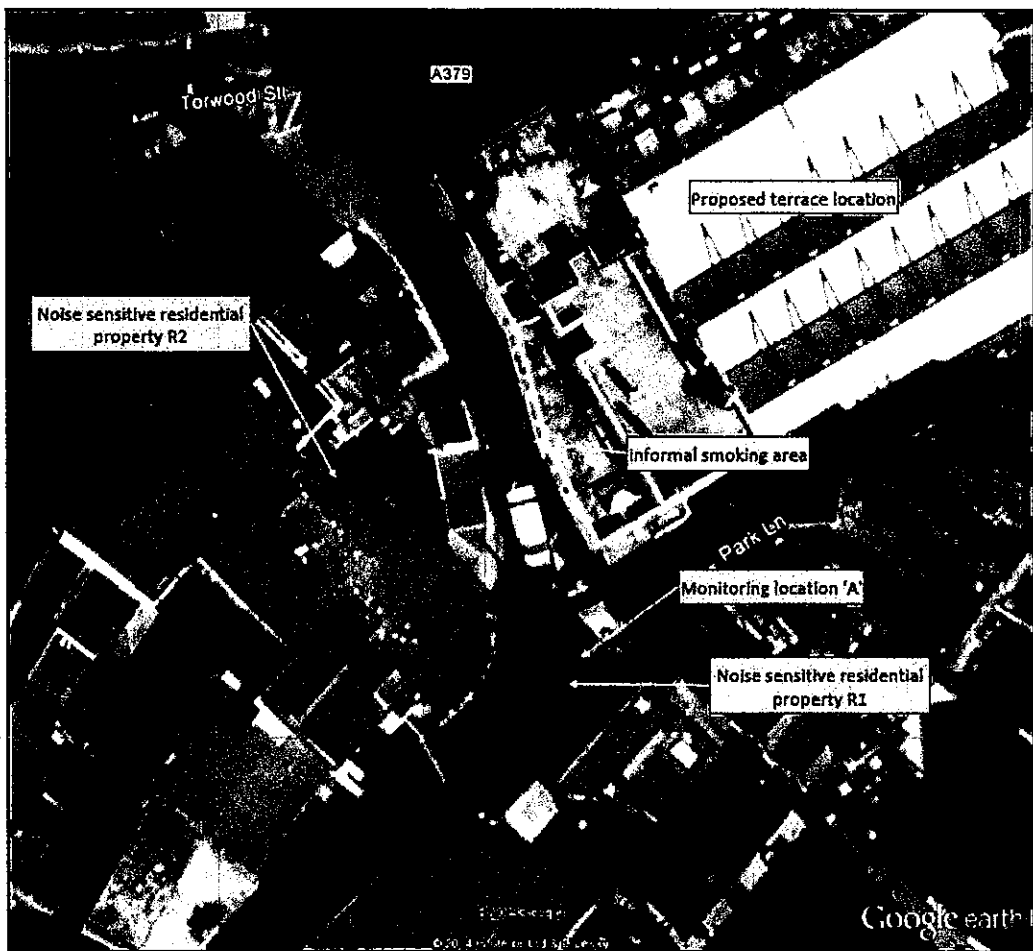 A379
Torwood St
Proposed terrace location
Noise sensitive residential
property R2
Informal smoking area
Park Ln
Monitoring location 'A'
Noise sensitive residential
property R1
Google earth